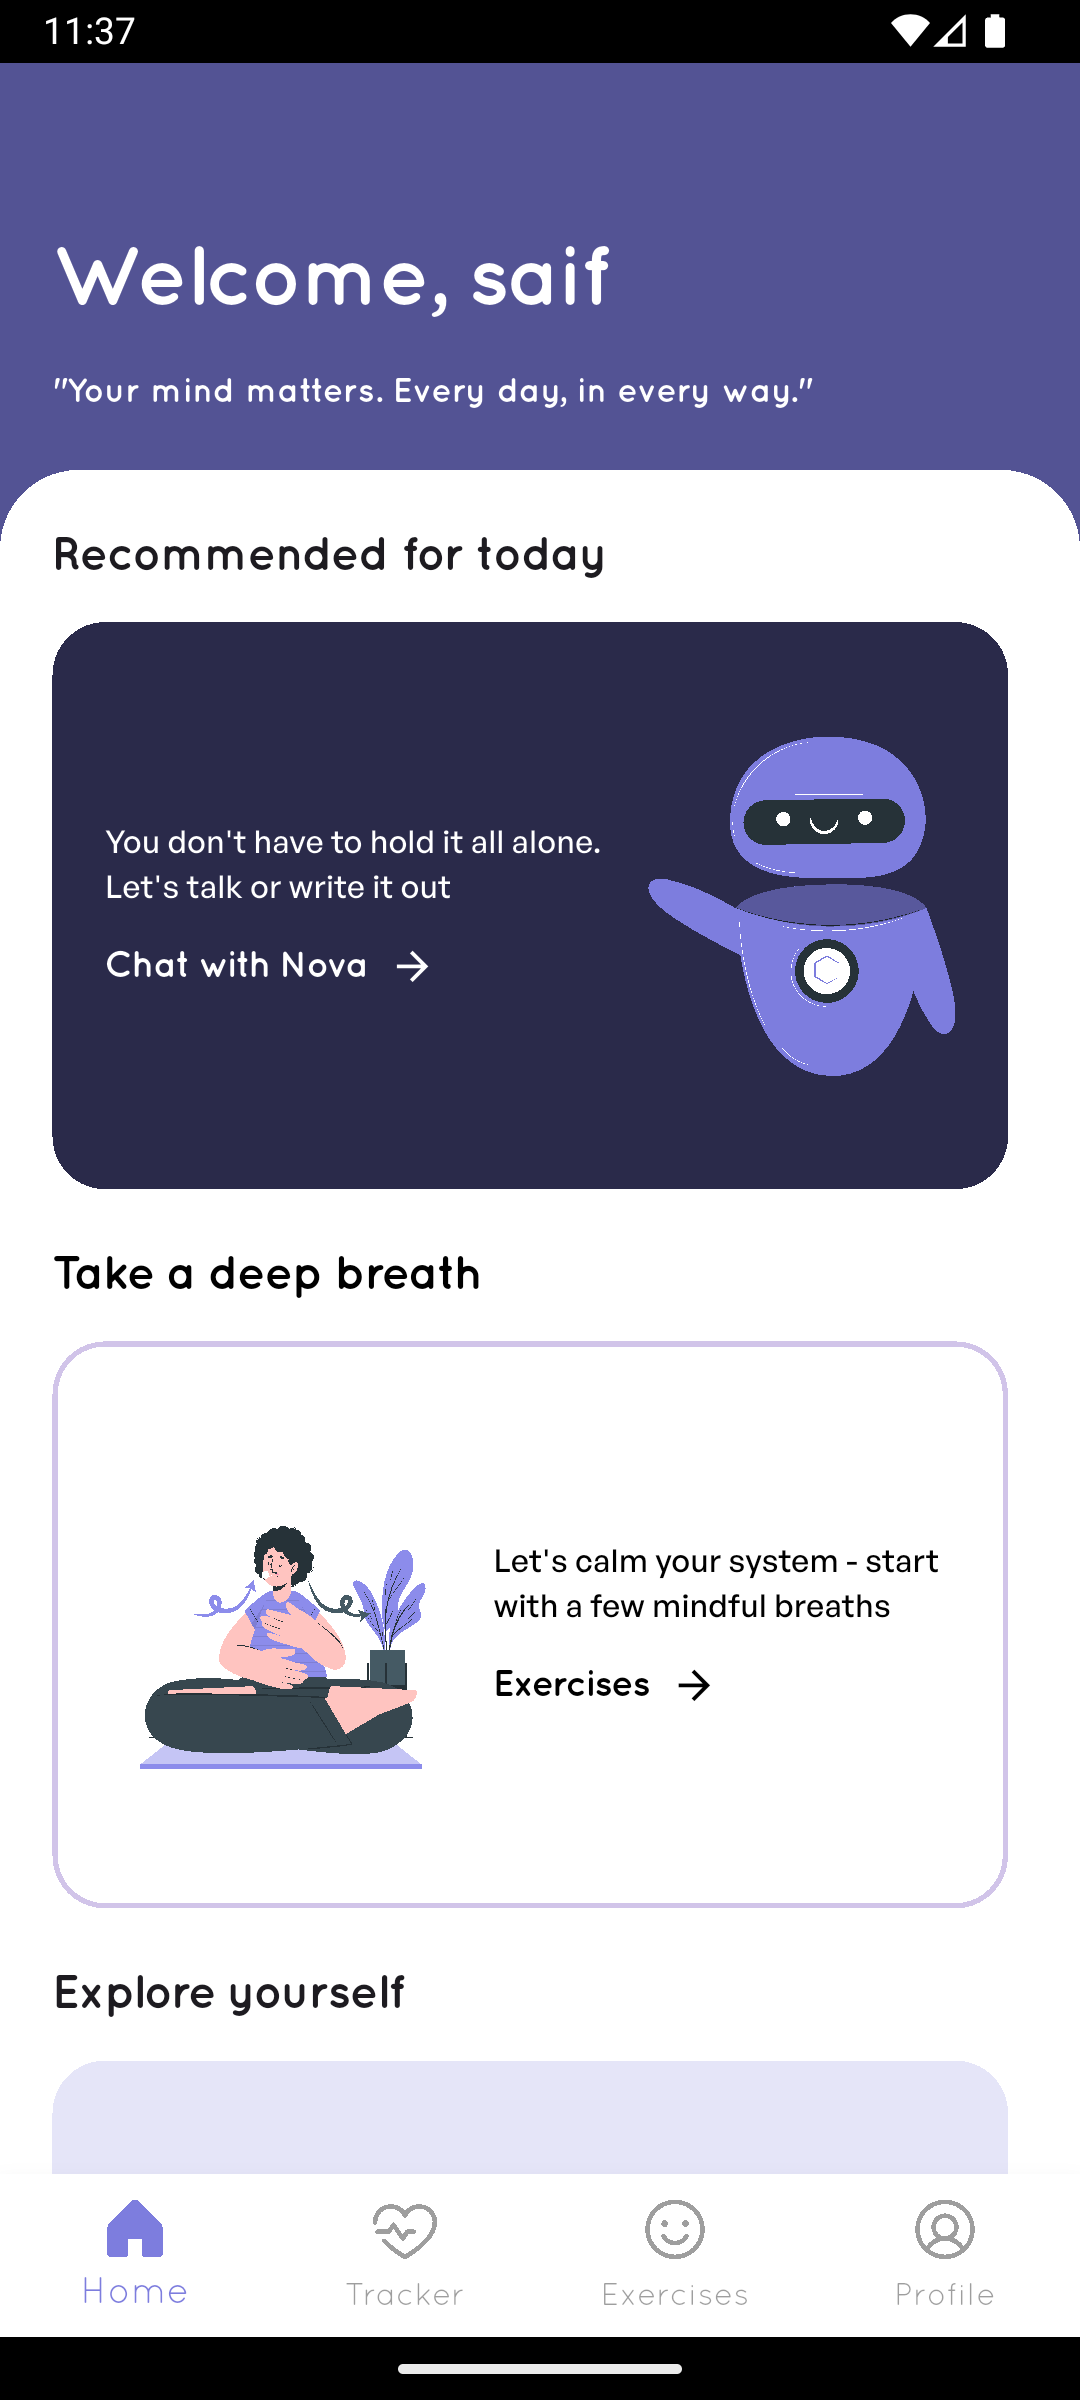 11:37
Welcome, saif
"Your mind matters. Every day, in every way."
Recommended for today
You don't have to hold it all alone.
Let's talk or write it out
Chat with Nova
Take a deep breath
Let's calm your system - start
with a few mindful breaths
Exercises
Explore yourself
Home
Tracker
Exercises
Profile